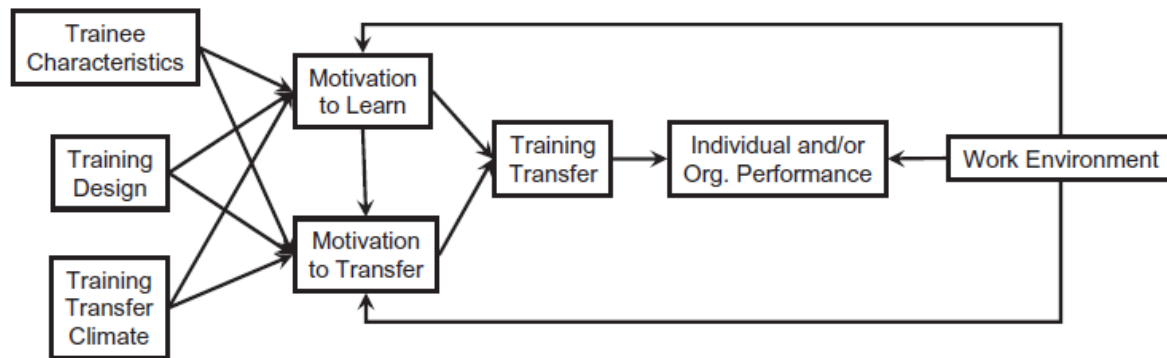 Trainee
Characteristics
Training
Design
Training
Transfer
Climate
Motivation
to Learn
Motivation
to Transfer
Training
Transfer
Individual and/or
Org. Performance
Work Environment